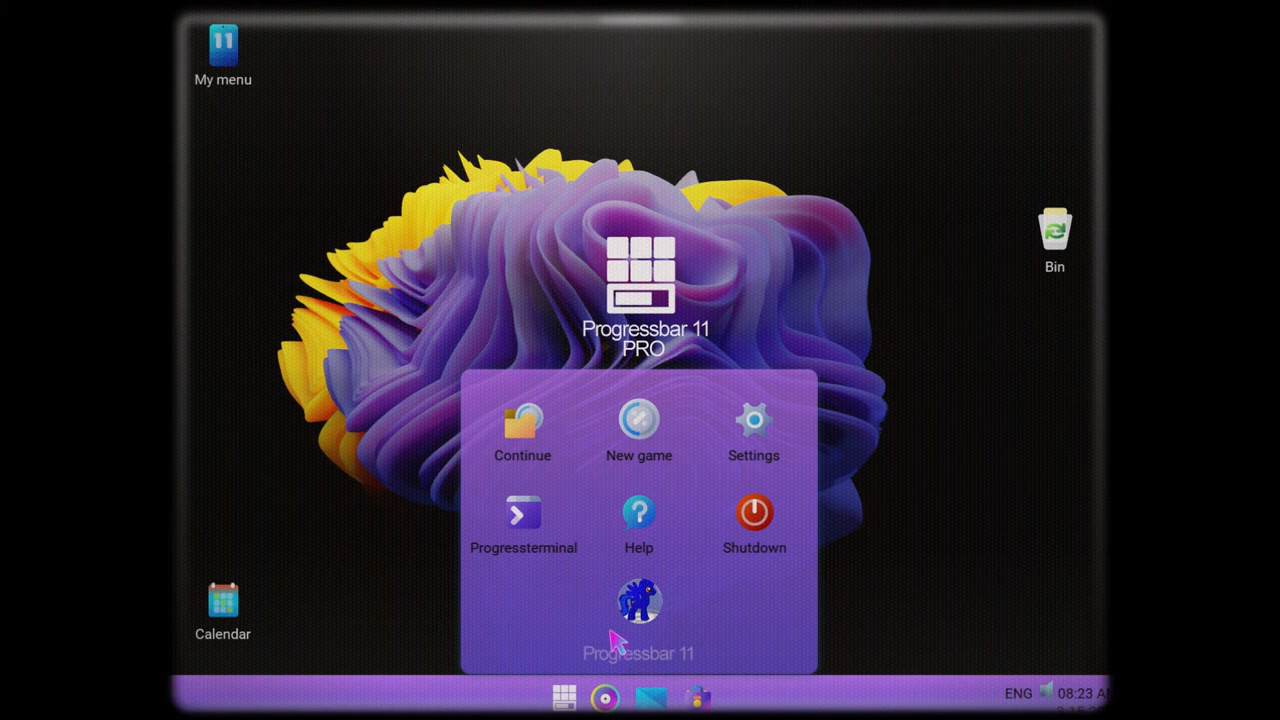 11
My menu
Bin
Progressbar 11
PRO
Continue
New game
Settings
Progressterminal
Help
Shutdown
Calendar
Progressbar 11
ENG
08:23 AM